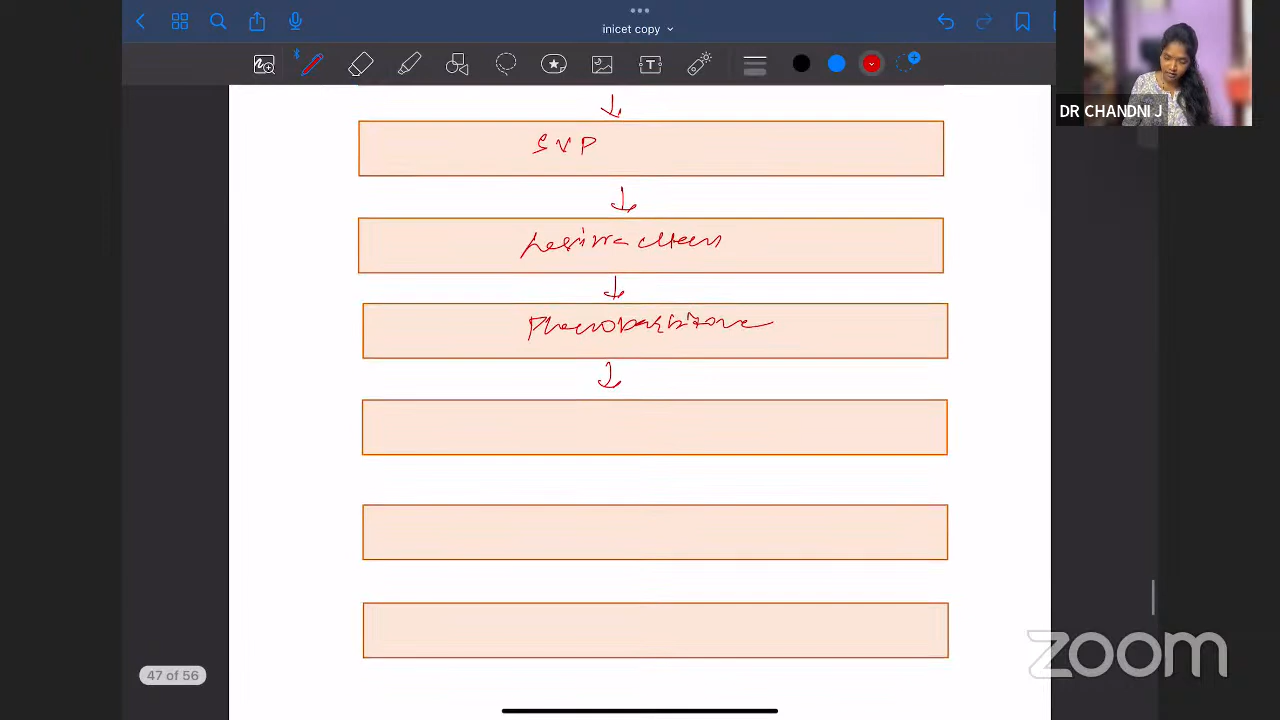 inicet copy
DR CHANDNI J
↓
SVP
↓
↓
Phenobarbitone
↓
47 of 56
zoom